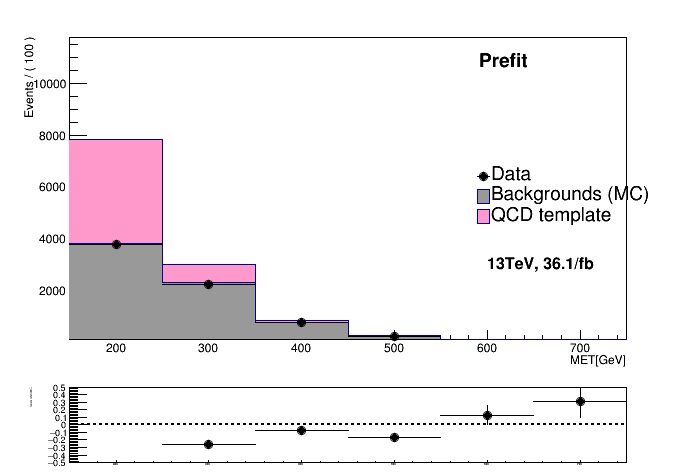 Events / ( 100 )
Prefit
10000
8000
6000
4000
2000
Data
Backgrounds (MC)
QCD template
13TeV, 36.1/fb
200 300 400 500 600 700
MET[GeV]
0.5
0.4
0.3
0.2
0.1
0
−0.1
−0.2
−0.3
−0.4
−0.5